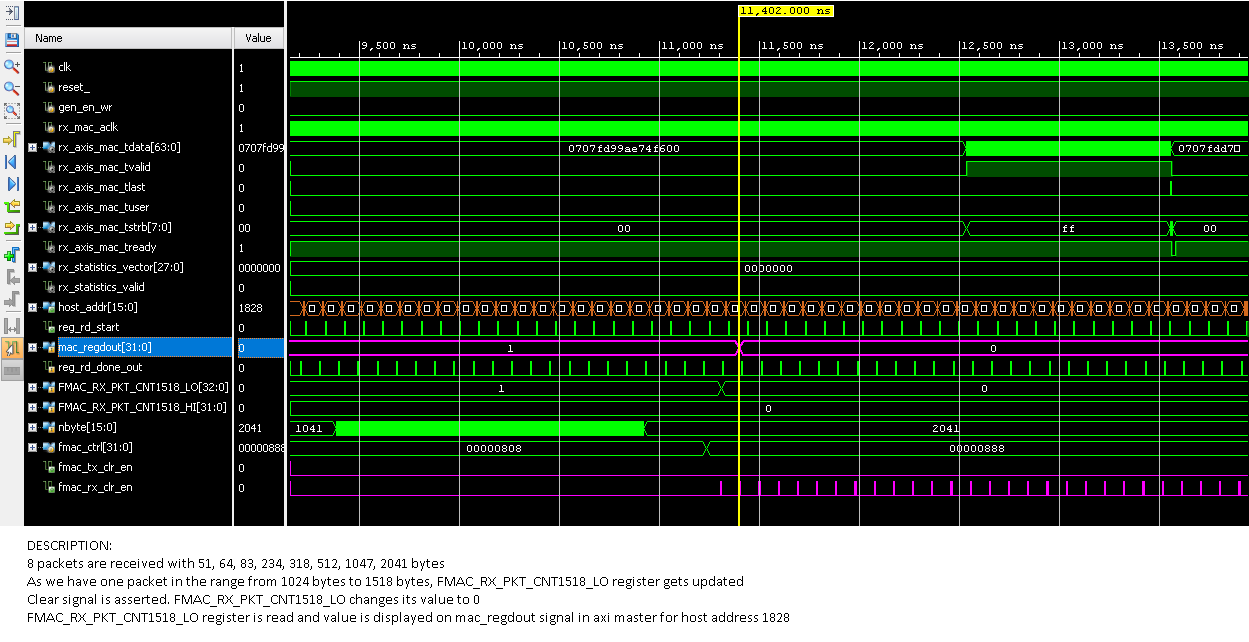 11,402.000 ns
Name Value
9,500 ns 10,000 ns 10,500 ns 11,000 ns 11,500 ns 12,000 ns 12,500 ns 13,000 ns 13,500 ns
clk 1
reset_ 1
gen_en_wr 0
rx_mac_aclk 1
rx_axis_mac_tdata[63:0] 0707fd99 0707fd99ae74f600 0707fdd7
rx_axis_mac_tvalid 0
rx_axis_mac_tlast 0
rx_axis_mac_tuser 0
rx_axis_mac_tstrb[7:0] 00 00 ff 00
rx_axis_mac_tready 1
rx_statistics_vector[27:0] 0000000 0000000
rx_statistics_valid 0
host_addr[15:0] 1828
reg_rd_start 0
mac_regdout[31:0] 0 1 0
reg_rd_done_out 0
FMAC_RX_PKT_CNT1518_LO[32:0] 0 1 0
FMAC_RX_PKT_CNT1518_HI[31:0] 0 0
nbyte[15:0] 2041 1041 2041
fmac_ctrl[31:0] 00000888 00000808 00000888
fmac_tx_clr_en 0
fmac_rx_clr_en 0
DESCRIPTION:
8 packets are received with 51, 64, 83, 234, 318, 512, 1047, 2041 bytes
As we have one packet in the range from 1024 bytes to 1518 bytes, FMAC_RX_PKT_CNT1518_LO register gets updated
Clear signal is asserted. FMAC_RX_PKT_CNT1518_LO changes its value to 0
FMAC_RX_PKT_CNT1518_LO register is read and value is displayed on mac_regdout signal in axi master for host address 1828